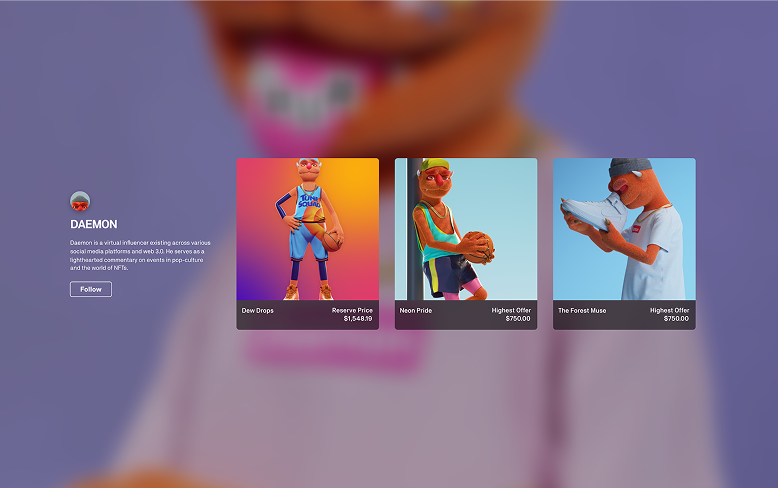 DAEMON
Daemon is a virtual influencer existing across various
social media platforms and web 3.0. He serves as a
lighthearted commentary on events in pop-culture
and the world of NFTs.
Follow
TUNE
SQUAD
Dew Drops
Reserve Price
$1,548.19
Neon Pride
Highest Offer
$750.00
The Forest Muse
Highest Offer
$750.00